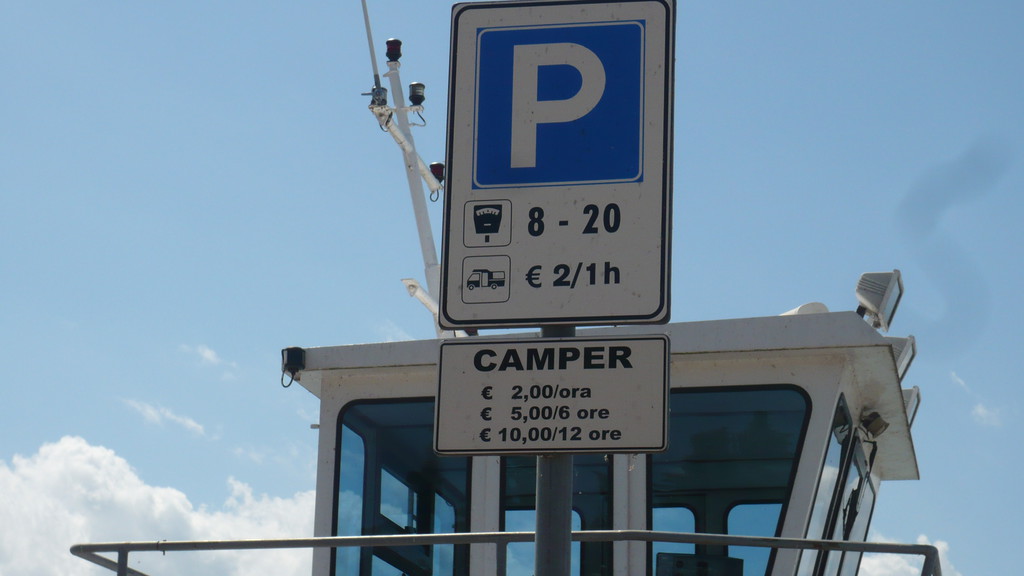 P
8 - 20
€ 2/1h
CAMPER
€ 2,00/ora
€ 5,00/6 ore
€ 10,00/12 ore